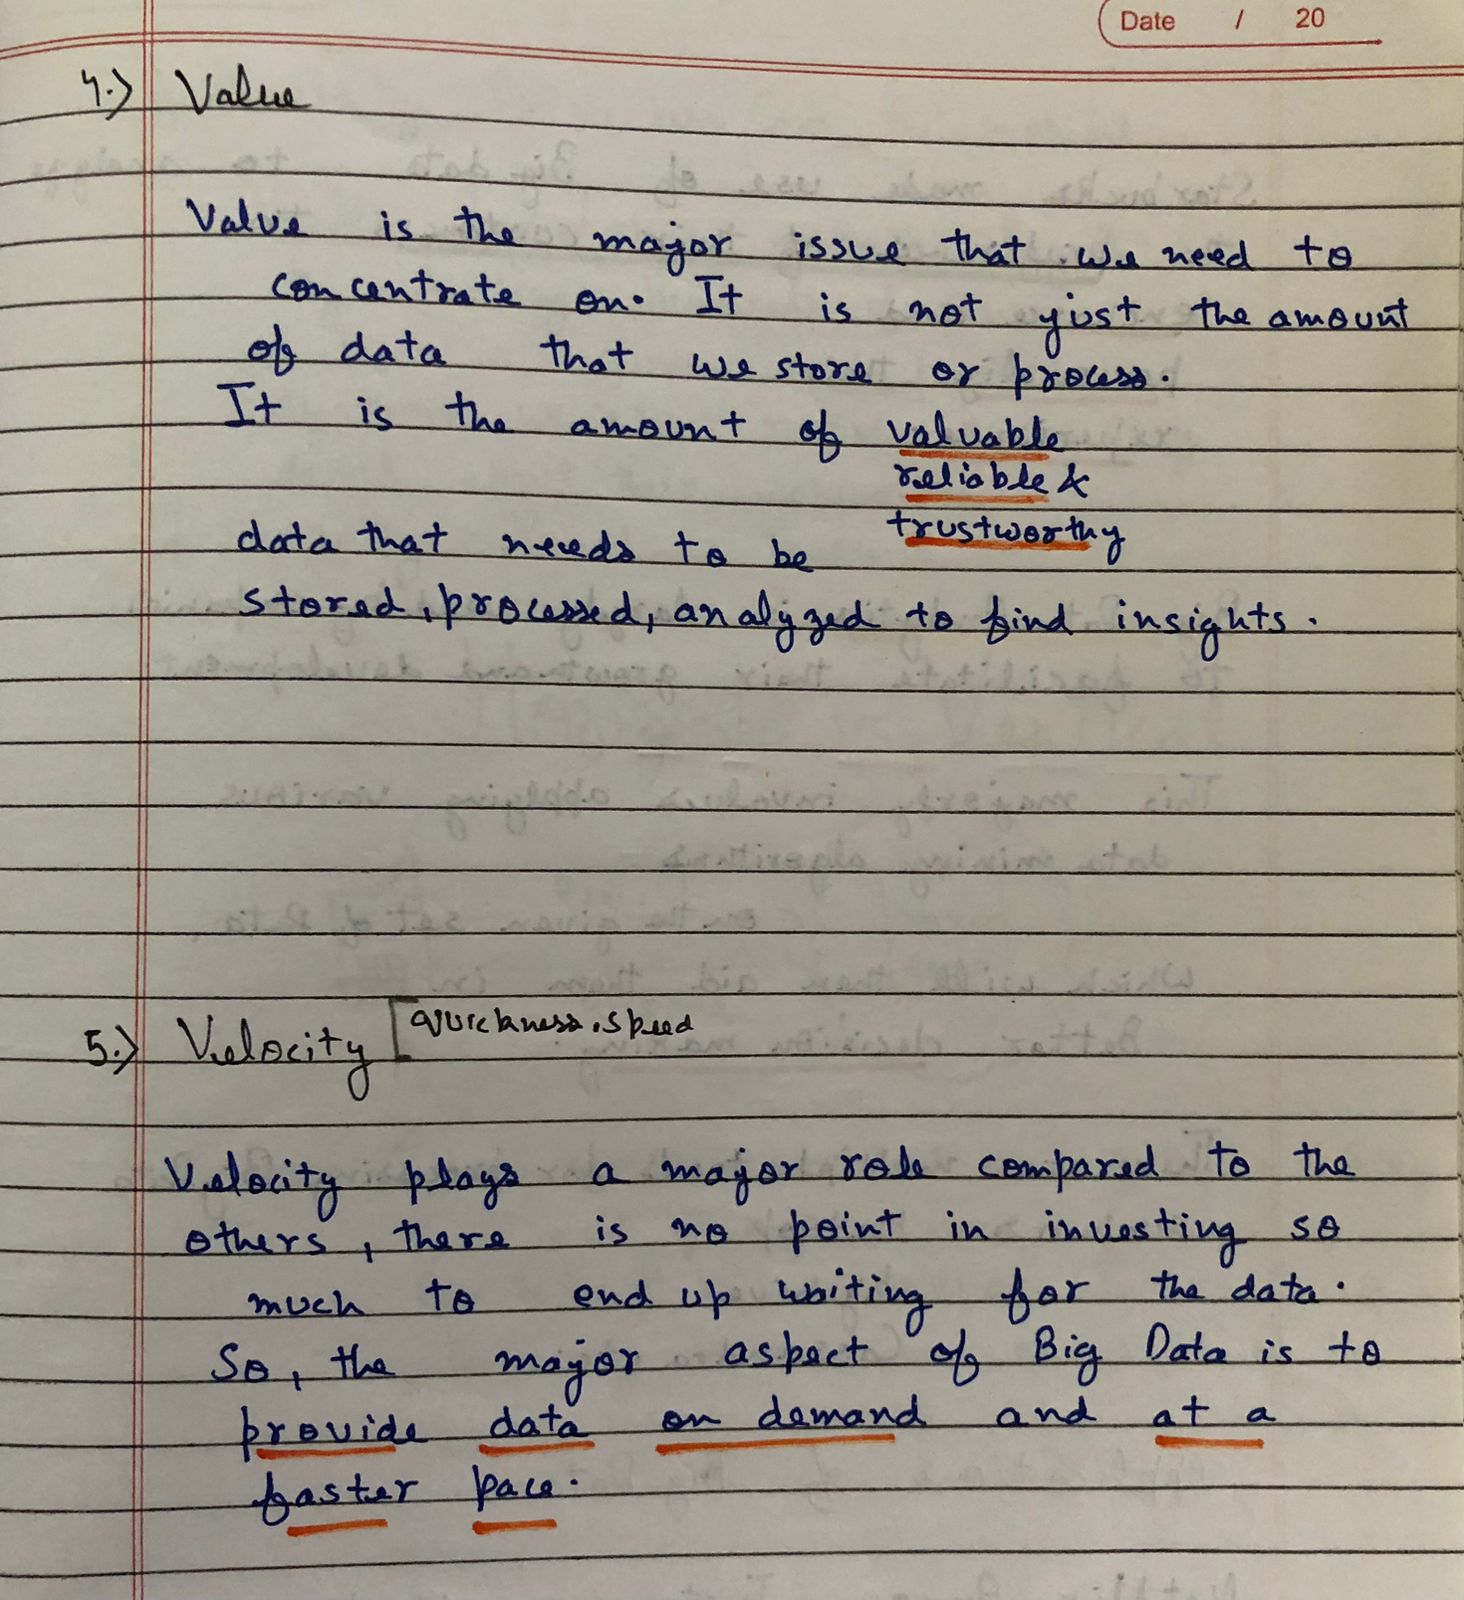 Date / 20
4.) Value
Value is the major issue that we need to
concentrate on. It is not just the amount
of data that we store or process.
It is the amount of valuable
reliable &
trustworthy
data that needs to be
stored, processed, analyzed to find insights.
5.) Velocity [quickness, speed
Velocity plays a major role compared to the
others, there is no point in investing so
much to end up waiting for the data.
So, the major aspect of Big Data is to
provide data on demand and at a
faster pace.